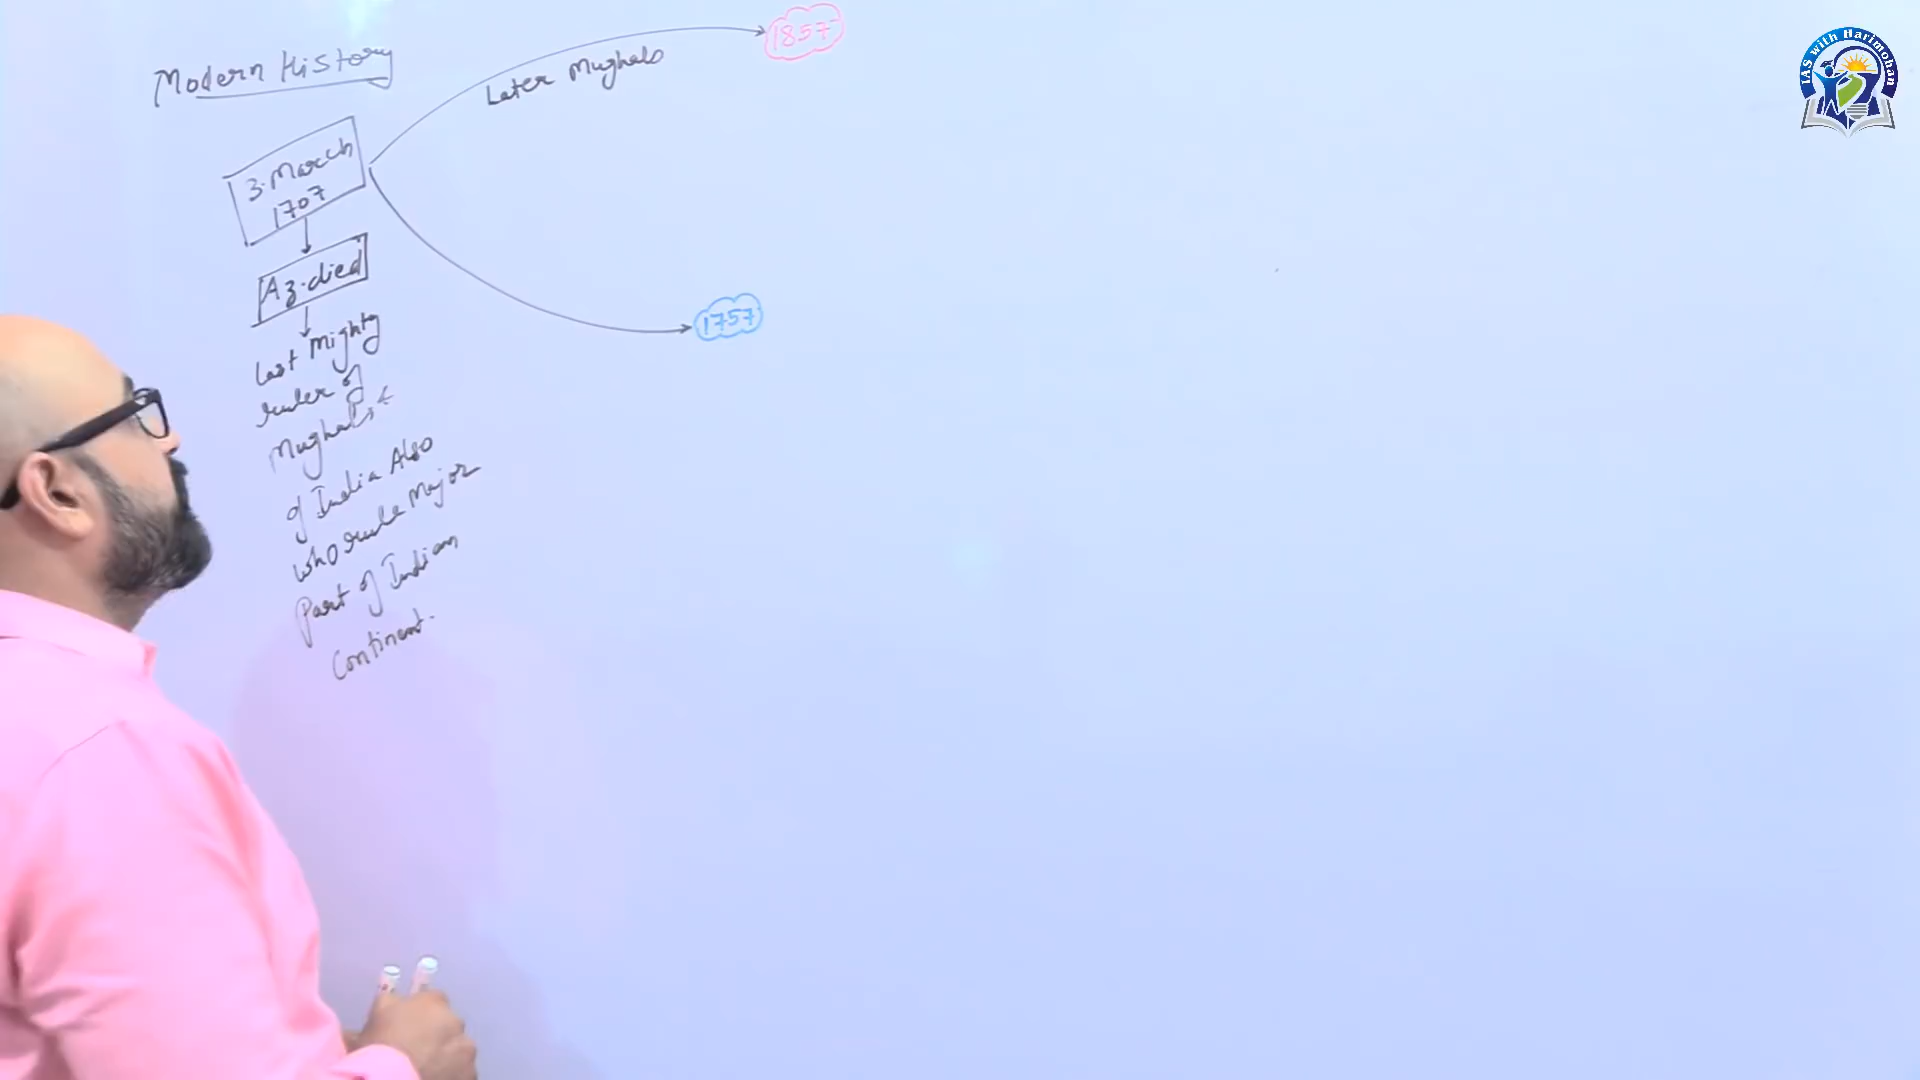 Modern History
3. March
1707
Az. died
Last Mighty
ruler of
Mughals &
of India Also
who rule Major
Part of Indian
Continent.
Later Mughals
1857
1757
IAS with Harimohan